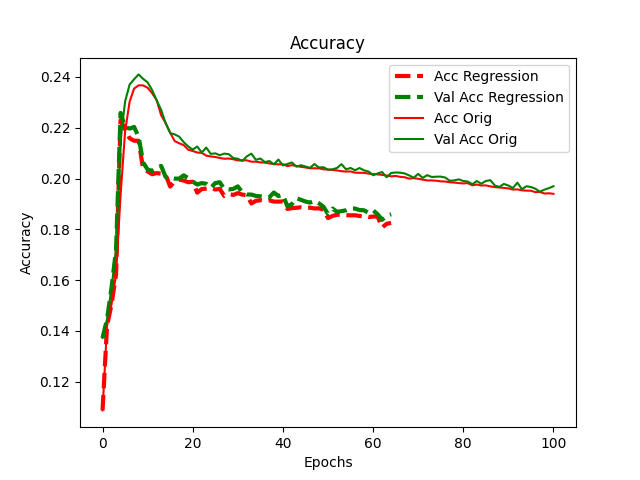 Accuracy
0.24
0.22
0.20
0.18
0.16
0.14
0.12
Accuracy
0
20
40
60
80
100
Epochs
Acc Regression
Val Acc Regression
Acc Orig
Val Acc Orig